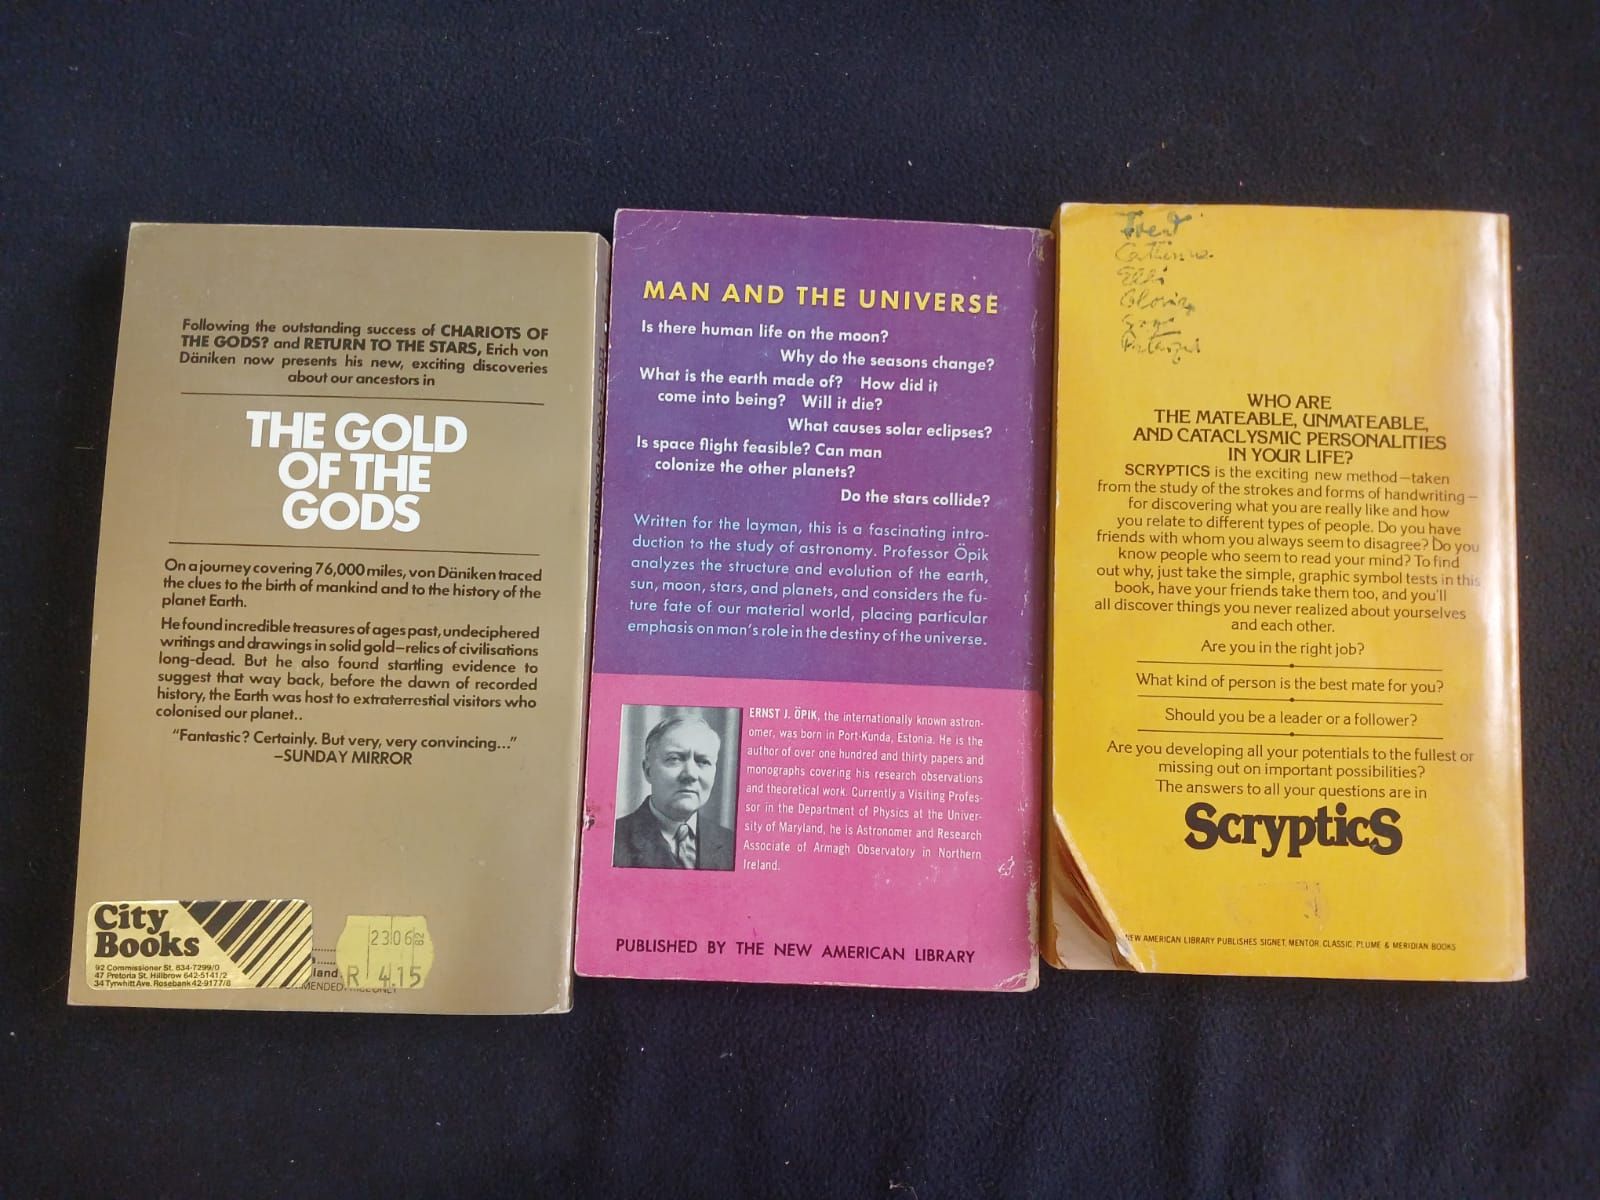 Following the outstanding success of CHARIOTS OF
THE GODS? and RETURN TO THE STARS, Erich von
Däniken now presents his new, exciting discoveries
about our ancestors in
THE GOLD
OF THE
GODS
On a journey covering 76,000 miles, von Däniken traced
the clues to the birth of mankind and to the history of the
planet Earth.
He found incredible treasures of ages past, undeciphered
writings and drawings in solid gold—relics of civilisations
long-dead. But he also found startling evidence to
suggest that way back, before the dawn of recorded
history, the Earth was host to extraterrestial visitors who
colonised our planet..
"Fantastic? Certainly. But very, very convincing..."
—SUNDAY MIRROR
City
Books
92 Commissioner St. 834-7299/0
47 Pretoria St. Hillbrow 642-5141/2
34 Tyrwhitt Ave. Rosebank 42-9177/8
2306 82
R 4.15
MAN AND THE UNIVERSE
Is there human life on the moon?
Why do the seasons change?
What is the earth made of? How did it
come into being? Will it die?
What causes solar eclipses?
Is space flight feasible? Can man
colonize the other planets?
Do the stars collide?
Written for the layman, this is a fascinating intro-
duction to the study of astronomy. Professor Öpik
analyzes the structure and evolution of the earth,
sun, moon, stars, and planets, and considers the fu-
ture fate of our material world, placing particular
emphasis on man's role in the destiny of the universe.
ERNST J. ÖPIK, the internationally known astron-
omer, was born in Port-Kunda, Estonia. He is the
author of over one hundred and thirty papers and
monographs covering his research observations
and theoretical work. Currently a Visiting Profes-
sor in the Department of Physics at the Univer-
sity of Maryland, he is Astronomer and Research
Associate of Armagh Observatory in Northern
Ireland.
PUBLISHED BY THE NEW AMERICAN LIBRARY
WHO ARE
THE MATEABLE, UNMATEABLE,
AND CATACLYSMIC PERSONALITIES
IN YOUR LIFE?
SCRYPTICS is the exciting new method—taken
from the study of the strokes and forms of handwriting—
for discovering what you are really like and how
you relate to different types of people. Do you have
friends with whom you always seem to disagree? Do you
know people who seem to read your mind? To find
out why, just take the simple, graphic symbol tests in this
book, have your friends take them too, and you'll
all discover things you never realized about yourselves
and each other.
Are you in the right job?
What kind of person is the best mate for you?
Should you be a leader or a follower?
Are you developing all your potentials to the fullest or
missing out on important possibilities?
The answers to all your questions are in
ScrypticS
NEW AMERICAN LIBRARY PUBLISHES SIGNET, MENTOR, CLASSIC, PLUME & MERIDIAN BOOKS